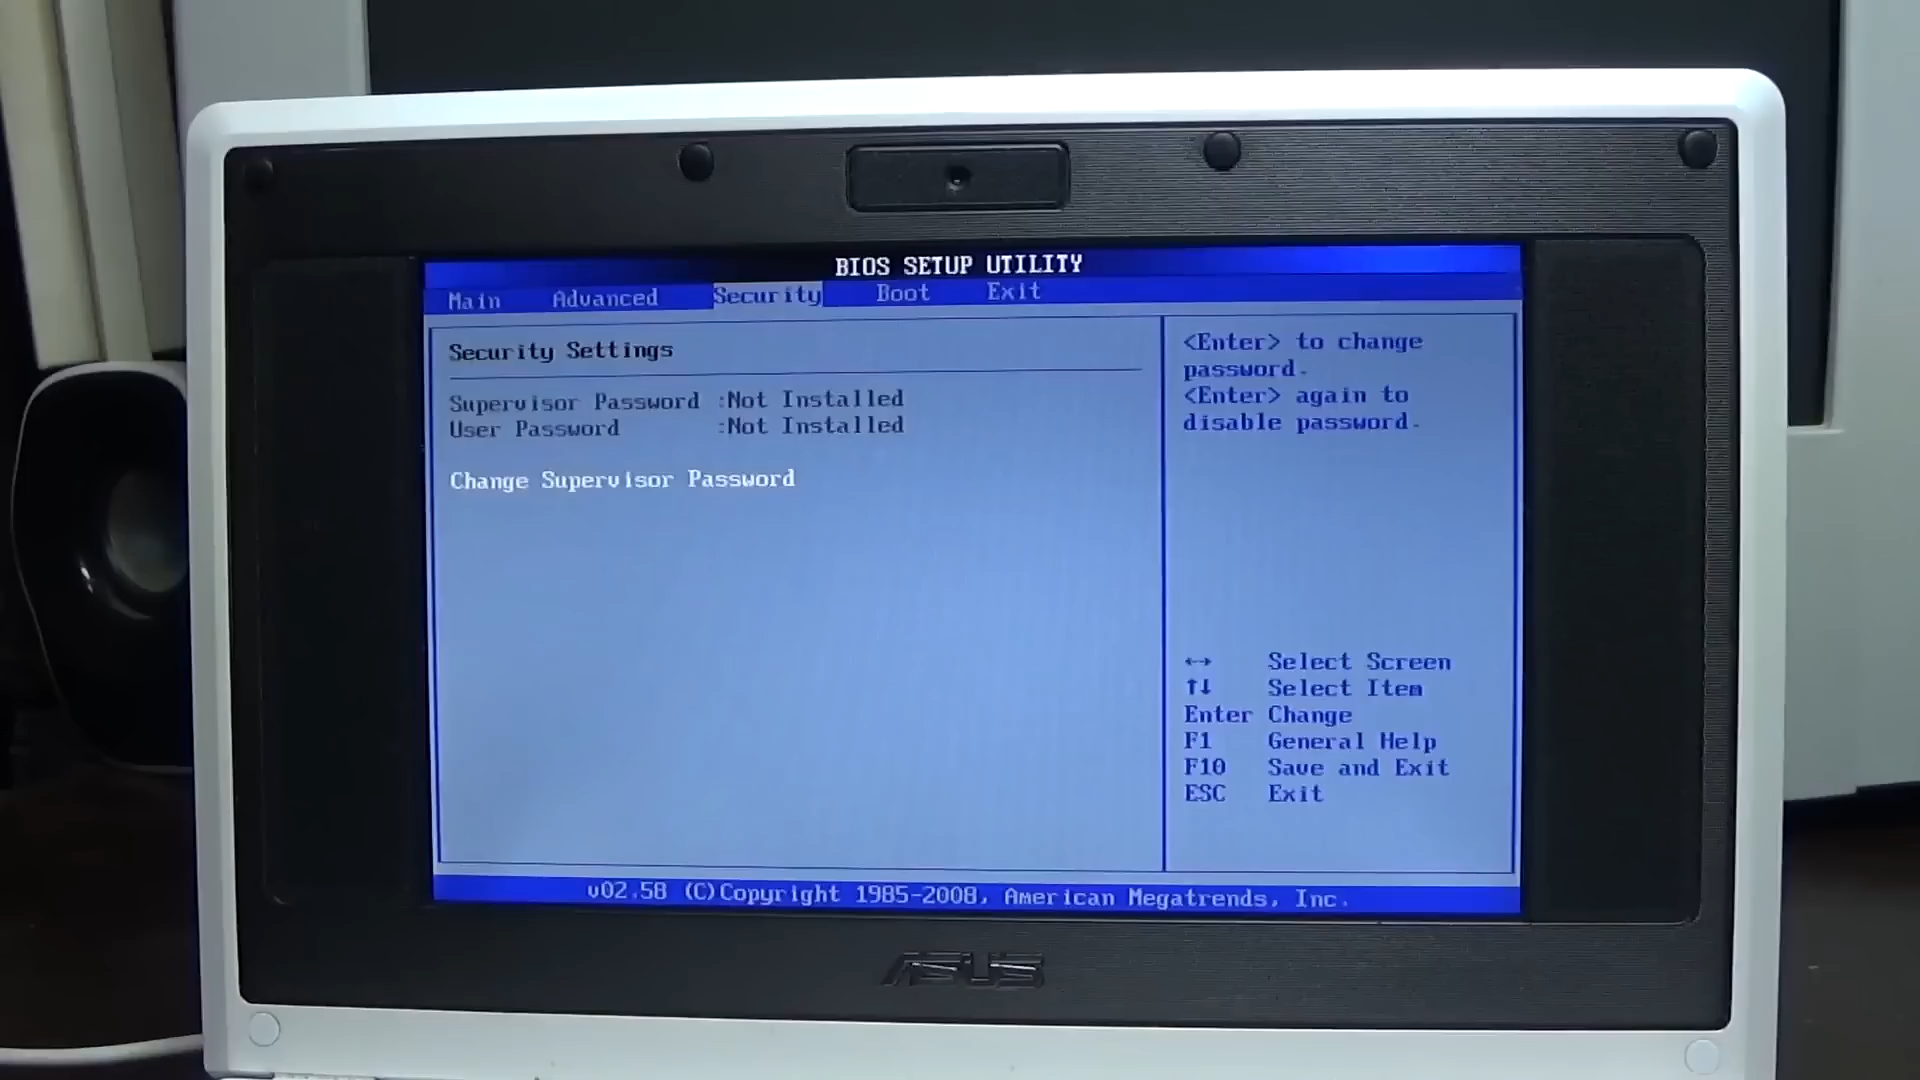 BIOS SETUP UTILITY
Main Advanced Security Boot Exit
Security Settings
Supervisor Password :Not Installed
User Password :Not Installed
Change Supervisor Password
<Enter> to change
password.
<Enter> again to
disable password.
↔ Select Screen
↑↓ Select Item
Enter Change
F1 General Help
F10 Save and Exit
ESC Exit
v02.58 (C)Copyright 1985-2008, American Megatrends, Inc.
ASUS